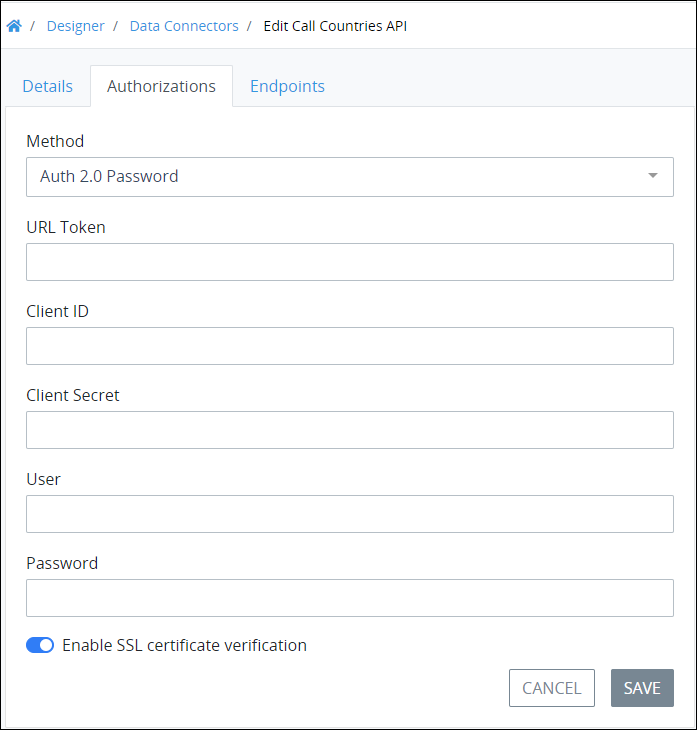 / Designer / Data Connectors / Edit Call Countries API
Details Authorizations Endpoints
Method
Auth 2.0 Password
URL Token
Client ID
Client Secret
User
Password
Enable SSL certificate verification
CANCEL SAVE